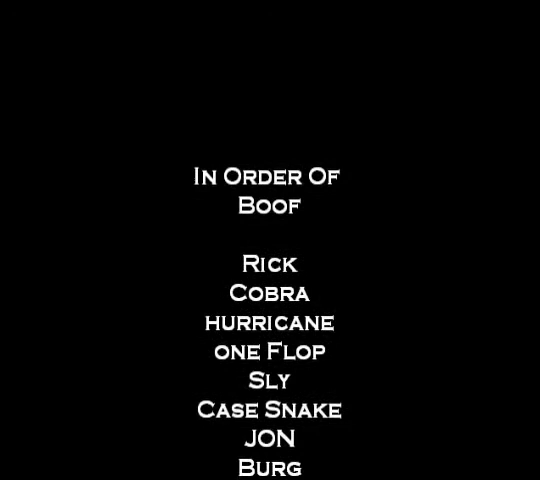 In Order Of
Boof
Rick
Cobra
hurricane
one Flop
Sly
Case Snake
JON
Burg